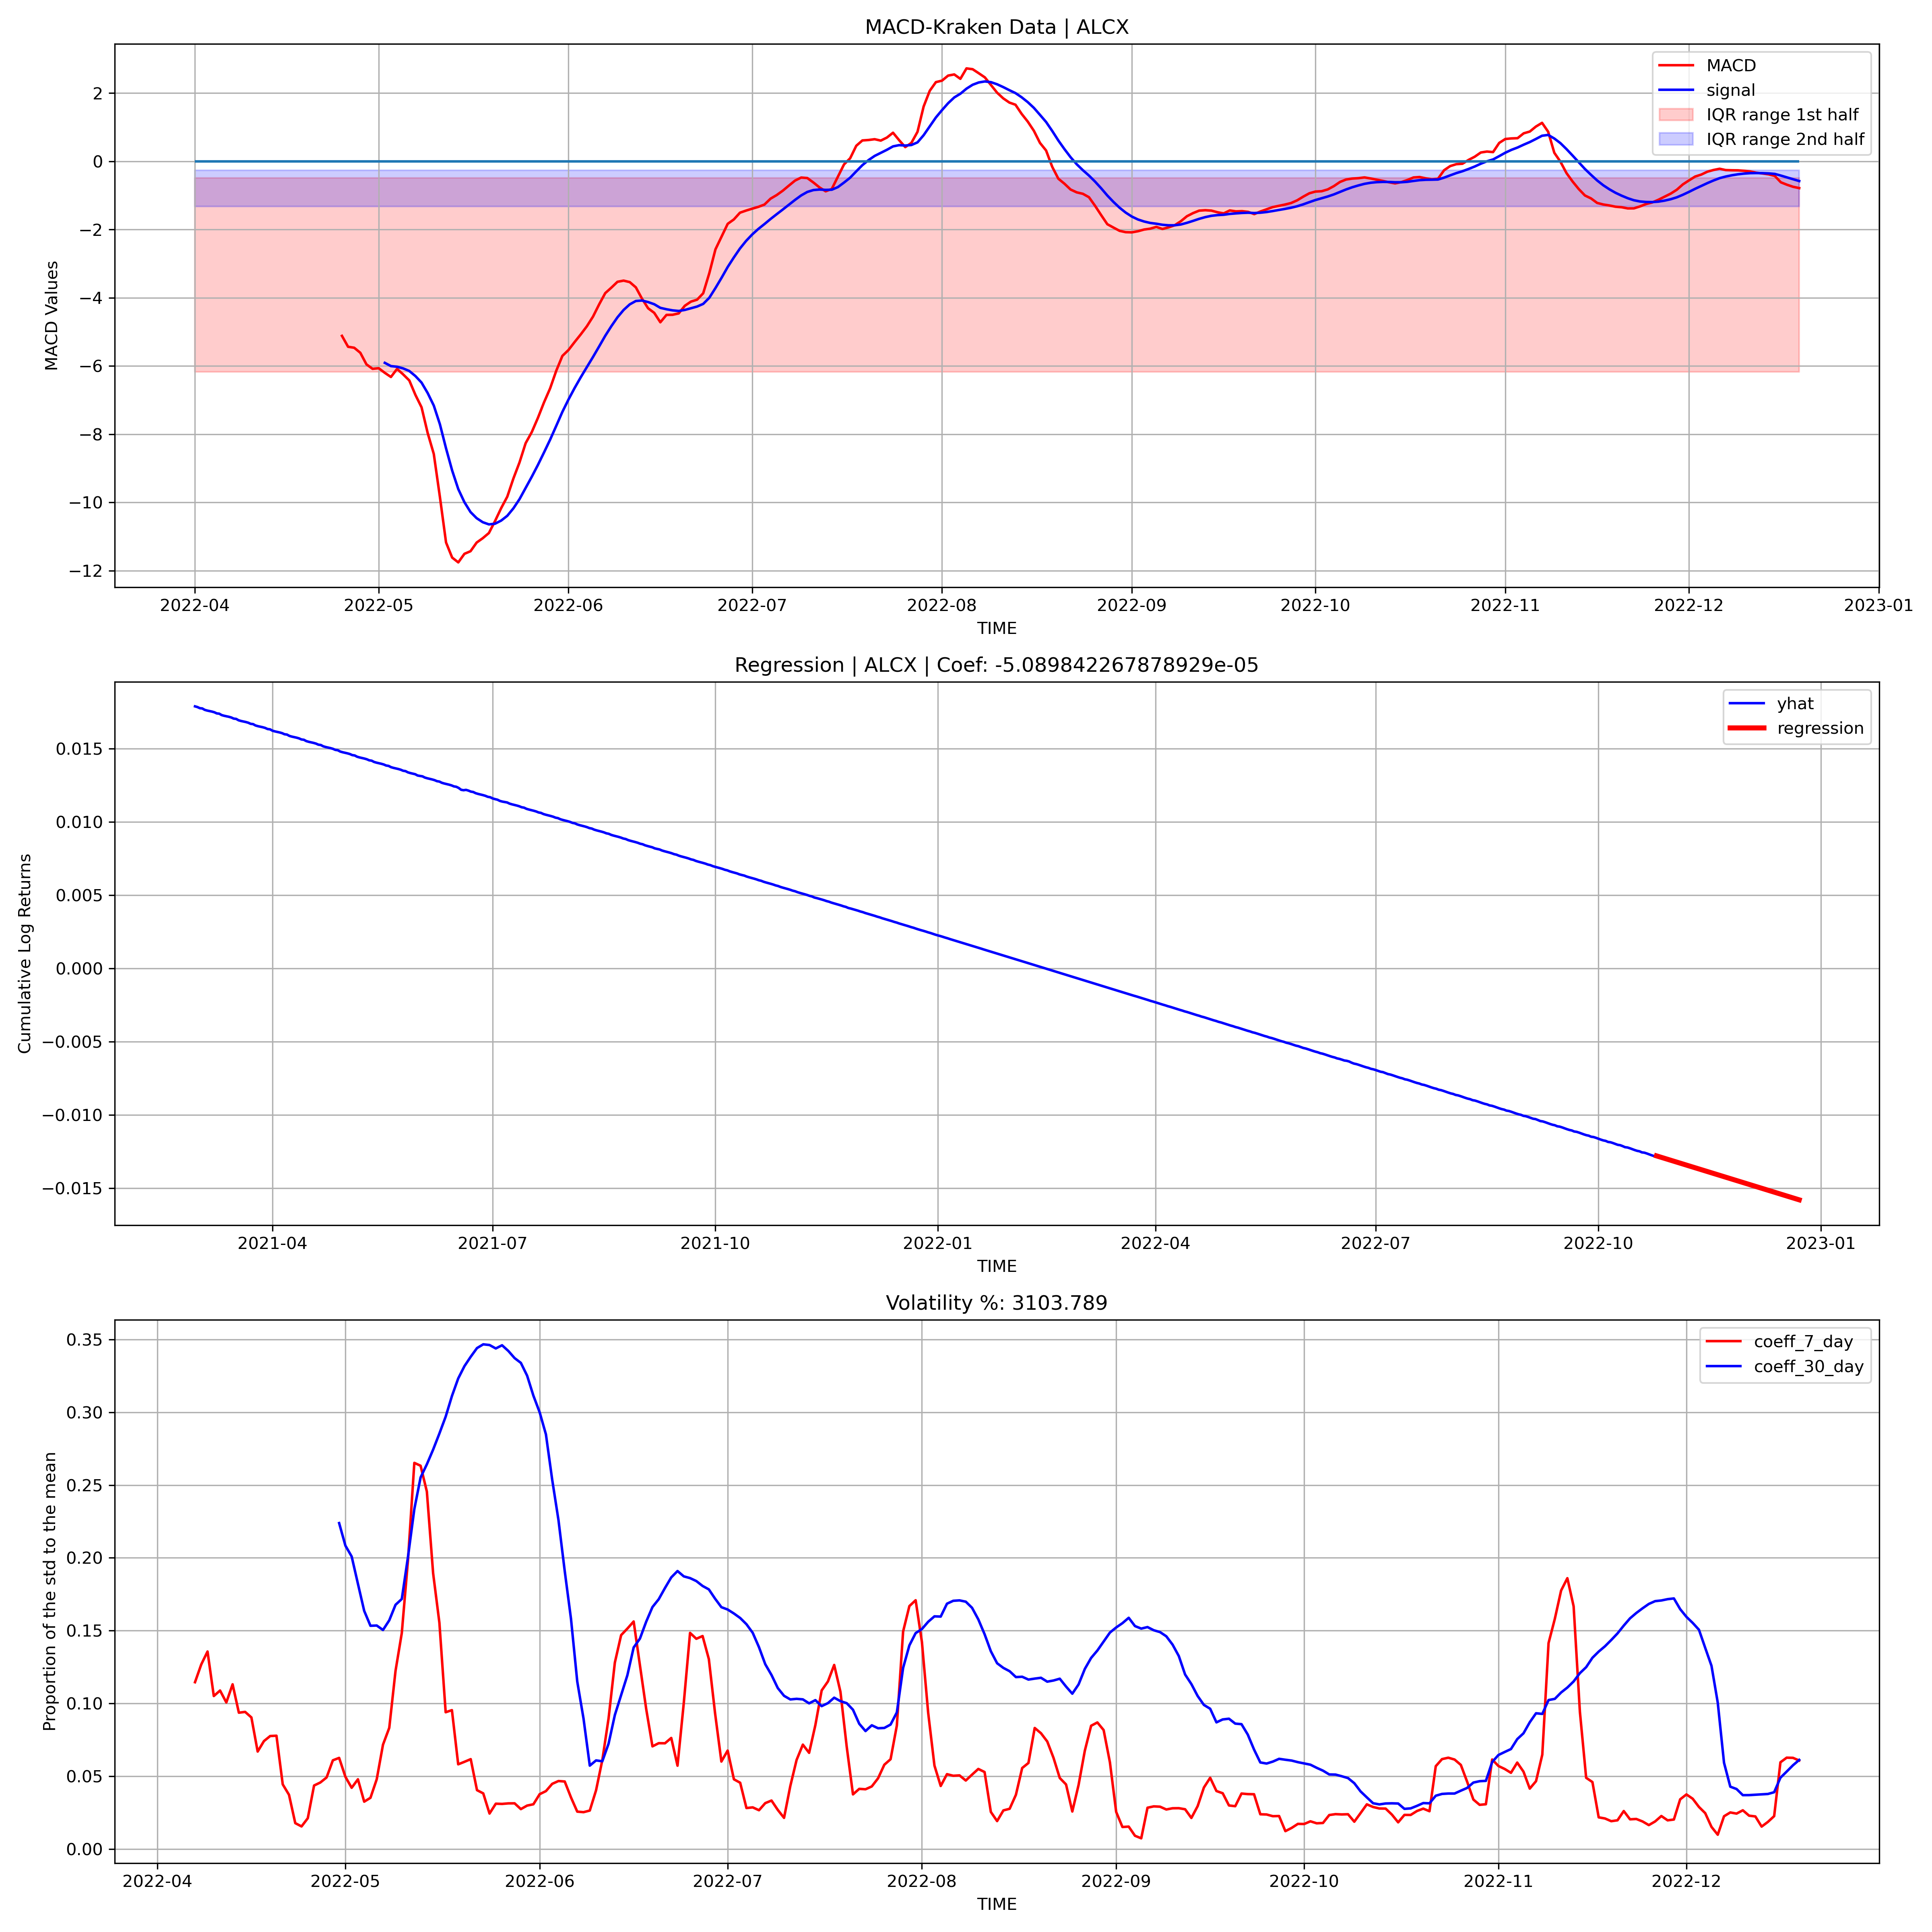 MACD-Kraken Data | ALCX
MACD
signal
IQR range 1st half
IQR range 2nd half
MACD Values
2
0
−2
−4
−6
−8
−10
−12
2022-04 2022-05 2022-06 2022-07 2022-08 2022-09 2022-10 2022-11 2022-12 2023-01
TIME
Regression | ALCX | Coef: -5.089842267878929e-05
yhat
regression
Cumulative Log Returns
0.015
0.010
0.005
0.000
−0.005
−0.010
−0.015
2021-04 2021-07 2021-10 2022-01 2022-04 2022-07 2022-10 2023-01
TIME
Volatility %: 3103.789
coeff_7_day
coeff_30_day
Proportion of the std to the mean
0.35
0.30
0.25
0.20
0.15
0.10
0.05
0.00
2022-04 2022-05 2022-06 2022-07 2022-08 2022-09 2022-10 2022-11 2022-12
TIME